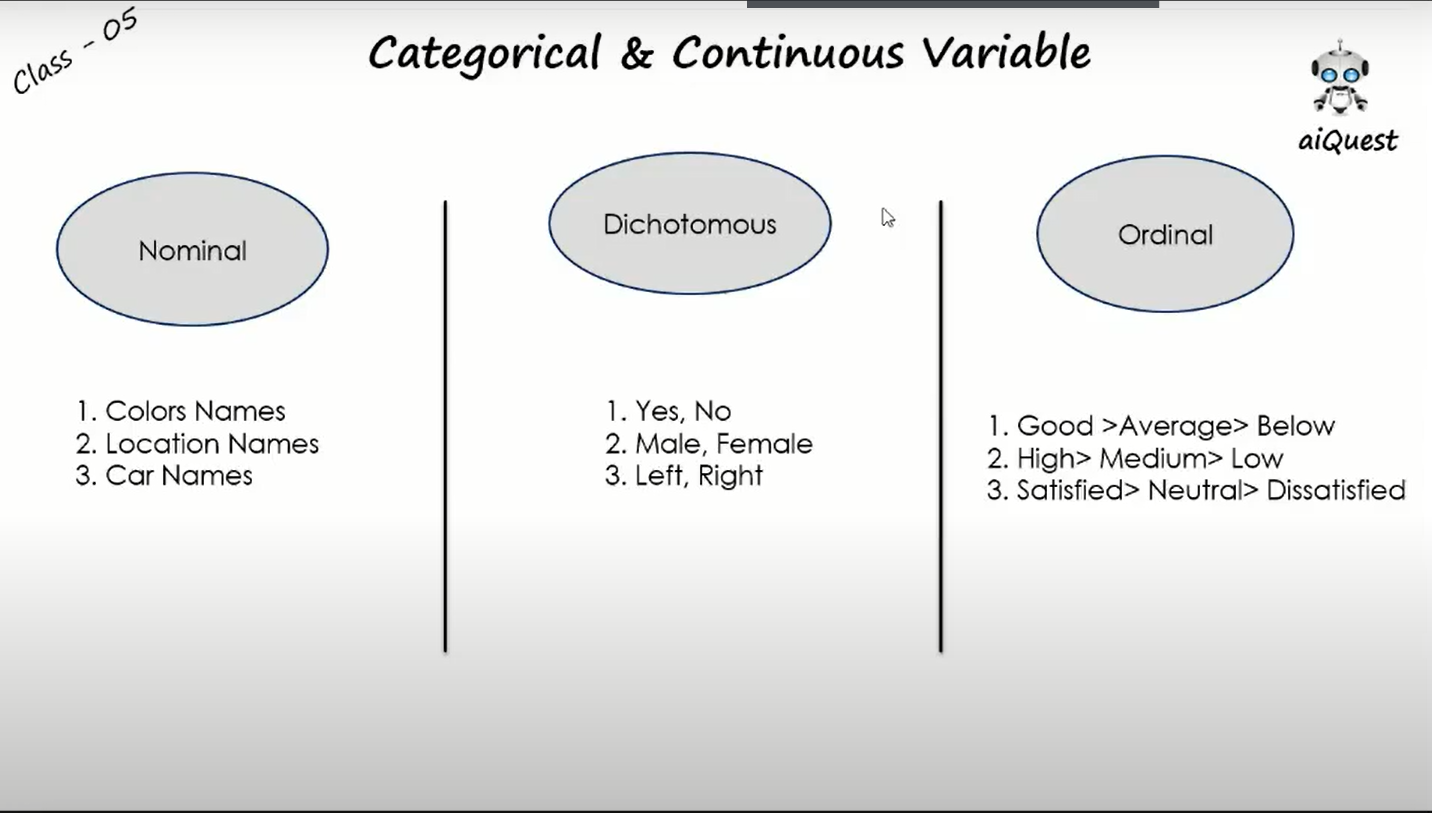 Class - 05
Categorical & Continuous Variable
aiQuest
Nominal
1. Colors Names
2. Location Names
3. Car Names
Dichotomous
1. Yes, No
2. Male, Female
3. Left, Right
Ordinal
1. Good >Average> Below
2. High> Medium> Low
3. Satisfied> Neutral> Dissatisfied